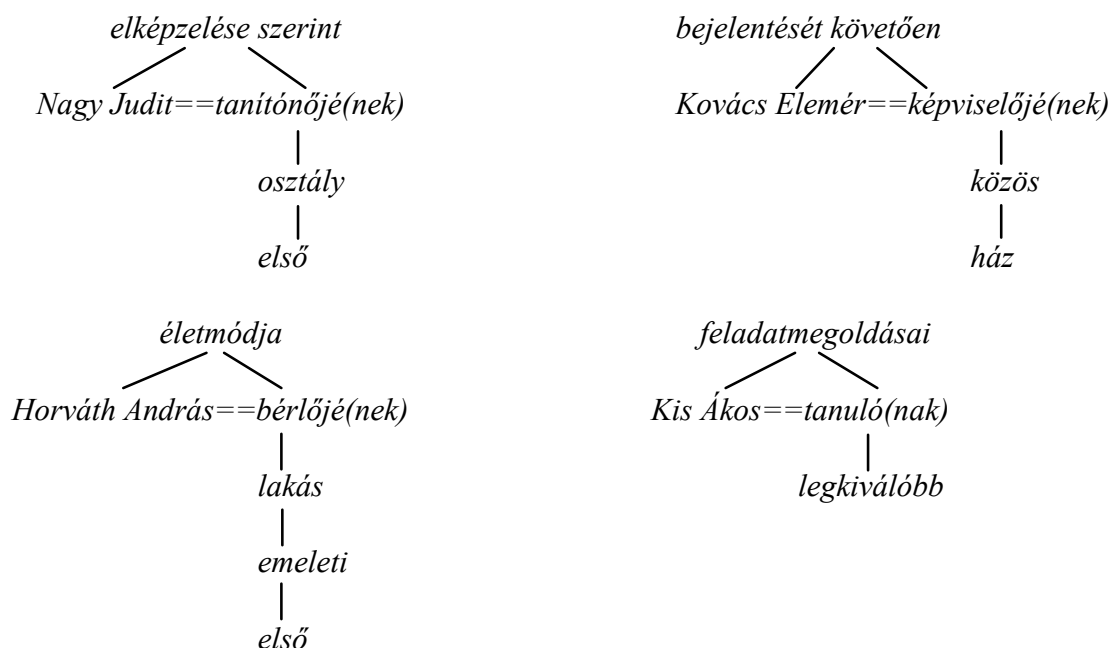 elképzelése szerint
Nagy Judit==tanítónőjé(nek)
osztály
első
bejelentését követően
Kovács Elemér==képviselőjé(nek)
közös
ház
életmódja
Horváth András==bérlőjé(nek)
lakás
emeleti
első
feladatmegoldásai
Kis Ákos==tanuló(nak)
legkiválóbb